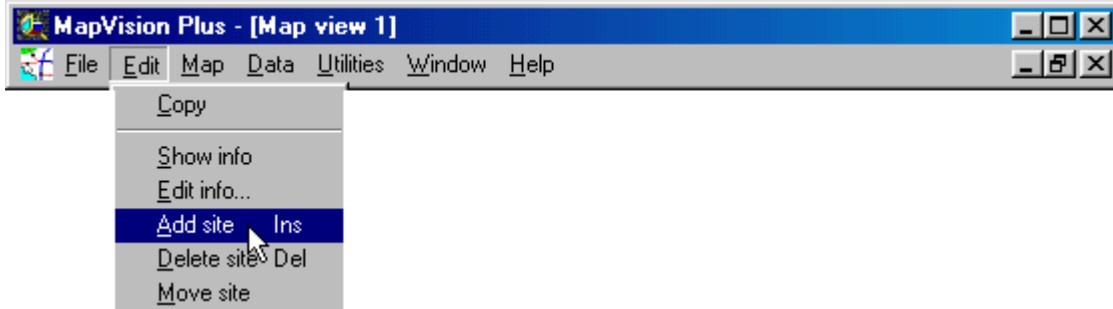 MapVision Plus - [Map view 1]
File Edit Map Data Utilities Window Help
Copy
Show info
Edit info...
Add site Ins
Delete site Del
Move site